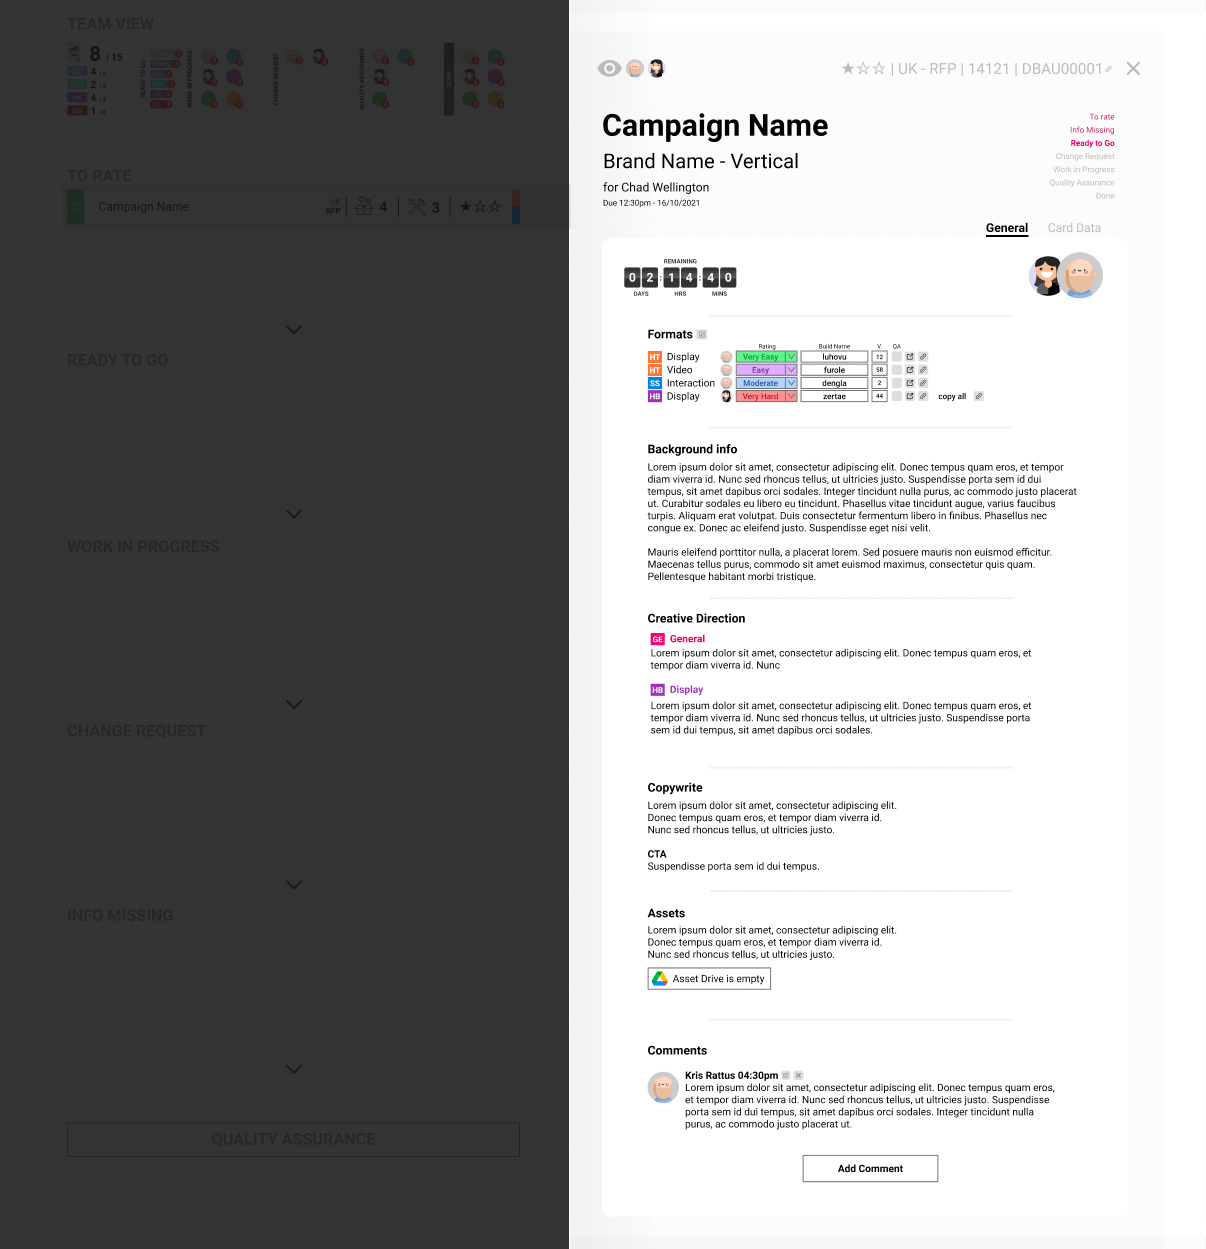 TEAM VIEW
8 | 15
4
2
4
1
READY TO GO
WORK IN PROGRESS
CHANGE REQUEST
QUALITY ASSURANCE
DONE
TO RATE
Campaign Name
UK
RFP
4
3
★☆☆
READY TO GO
WORK IN PROGRESS
CHANGE REQUEST
INFO MISSING
QUALITY ASSURANCE
★☆☆ | UK - RFP | 14121 | DBAU00001
Campaign Name
Brand Name - Vertical
for Chad Wellington
Due 12:30pm - 16/10/2021
To rate
Info Missing
Ready to Go
Change Request
Work in Progress
Quality Assurance
Done
General Card Data
REMAINING
02:14:40
DAYS HRS MINS
Formats
Rating Build Name V. QA
HT Display Very Easy luhovu 12
HT Video Easy furole 58
SS Interaction Moderate dengla 2
HB Display Very Hard zertae 44 copy all
Background info
Lorem ipsum dolor sit amet, consectetur adipiscing elit. Donec tempus quam eros, et tempor
diam viverra id. Nunc sed rhoncus tellus, ut ultricies justo. Suspendisse porta sem id dui
tempus, sit amet dapibus orci sodales. Integer tincidunt nulla purus, ac commodo justo placerat
ut. Curabitur sodales eu libero eu tincidunt. Phasellus vitae tincidunt augue, varius faucibus
turpis. Aliquam erat volutpat. Duis consectetur fermentum libero in finibus. Phasellus nec
congue ex. Donec ac eleifend justo. Suspendisse eget nisi velit.
Mauris eleifend porttitor nulla, a placerat lorem. Sed posuere mauris non euismod efficitur.
Maecenas tellus purus, commodo sit amet euismod maximus, consectetur quis quam.
Pellentesque habitant morbi tristique.
Creative Direction
GE General
Lorem ipsum dolor sit amet, consectetur adipiscing elit. Donec tempus quam eros, et
tempor diam viverra id. Nunc
HB Display
Lorem ipsum dolor sit amet, consectetur adipiscing elit. Donec tempus quam eros, et
tempor diam viverra id. Nunc sed rhoncus tellus, ut ultricies justo. Suspendisse porta
sem id dui tempus, sit amet dapibus orci sodales.
Copywrite
Lorem ipsum dolor sit amet, consectetur adipiscing elit.
Donec tempus quam eros, et tempor diam viverra id.
Nunc sed rhoncus tellus, ut ultricies justo.
CTA
Suspendisse porta sem id dui tempus.
Assets
Lorem ipsum dolor sit amet, consectetur adipiscing elit.
Donec tempus quam eros, et tempor diam viverra id.
Nunc sed rhoncus tellus, ut ultricies justo.
Asset Drive is empty
Comments
Kris Rattus 04:30pm
Lorem ipsum dolor sit amet, consectetur adipiscing elit. Donec tempus quam eros,
et tempor diam viverra id. Nunc sed rhoncus tellus, ut ultricies justo. Suspendisse
porta sem id dui tempus, sit amet dapibus orci sodales. Integer tincidunt nulla
purus, ac commodo justo placerat ut.
Add Comment